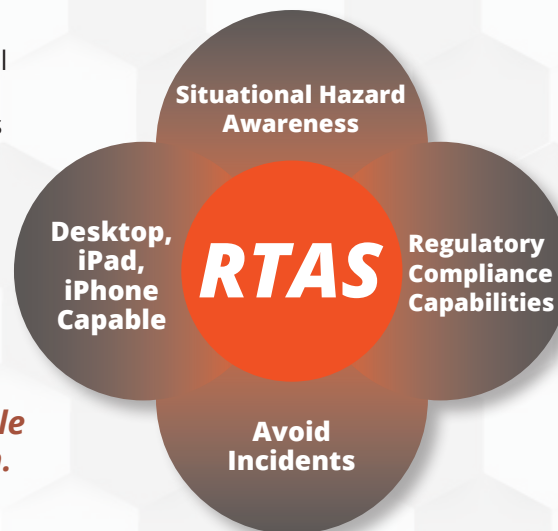 Situational Hazard
Awareness
Desktop,
iPad,
iPhone
Capable
RTAS
Regulatory
Compliance
Capabilities
Avoid
Incidents